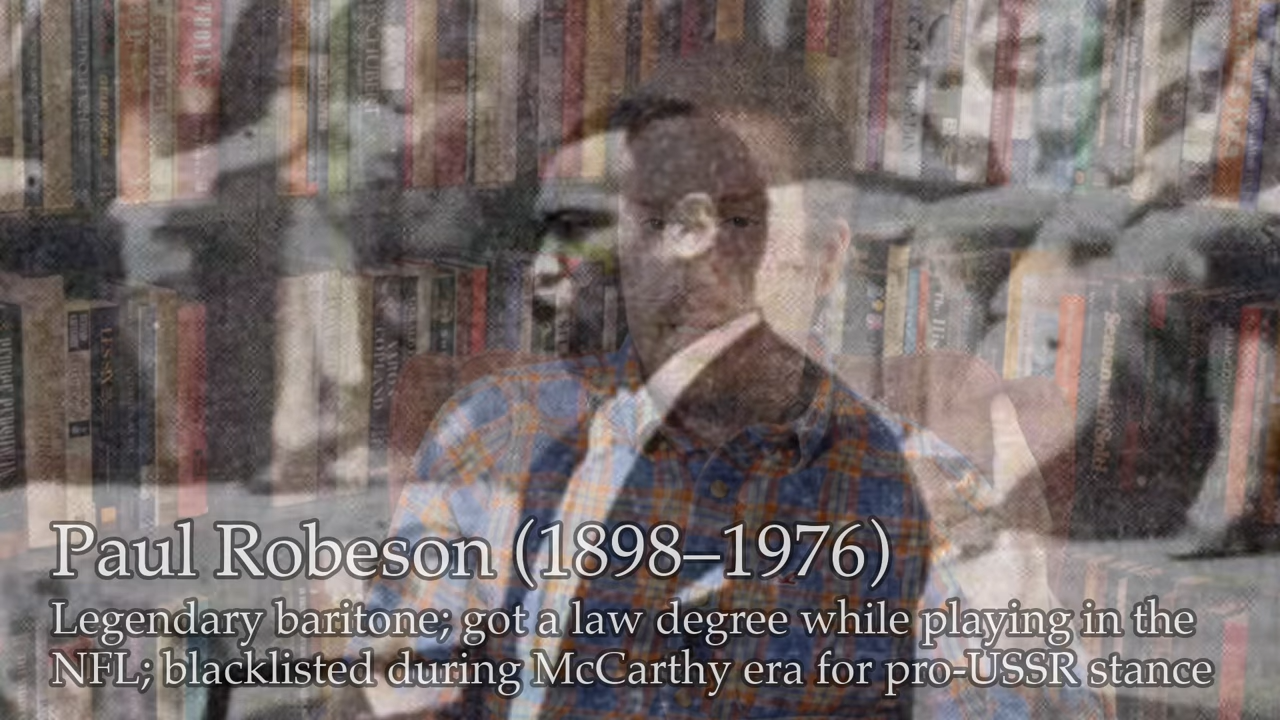 Paul Robeson (1898–1976)
Legendary baritone; got a law degree while playing in the
NFL; blacklisted during McCarthy era for pro-USSR stance